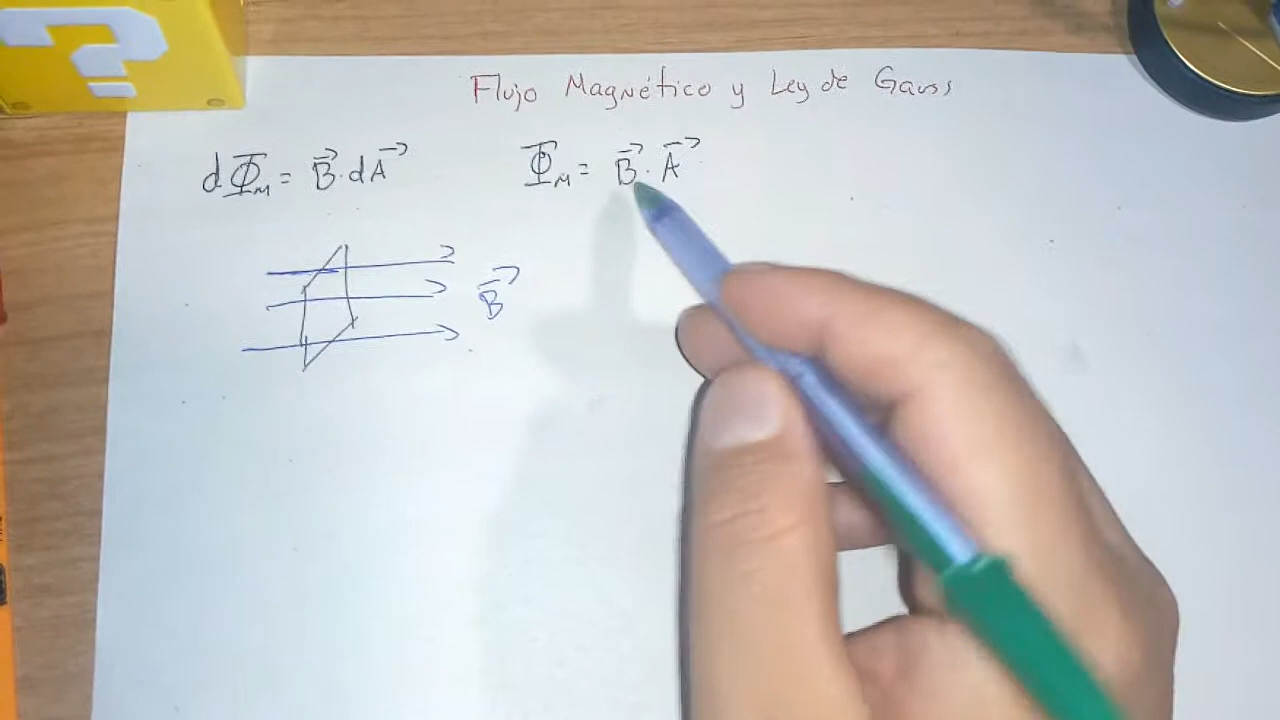 Flujo Magnético y Ley de Gauss
dΦ_M = B⃗ · dA⃗
Φ_M = B⃗ · A⃗
B⃗
?